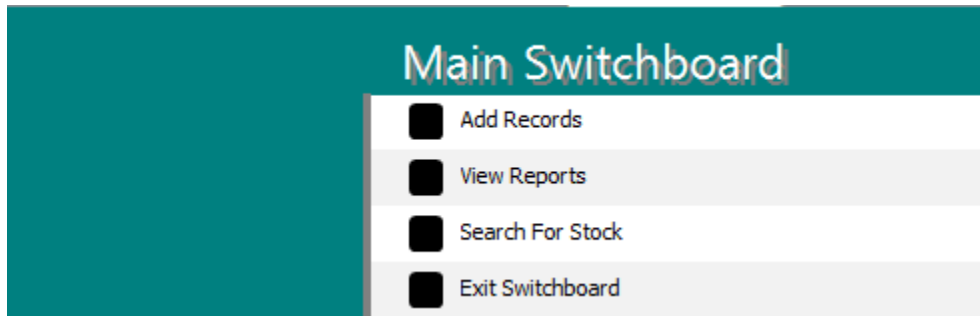 Main Switchboard
Add Records
View Reports
Search For Stock
Exit Switchboard